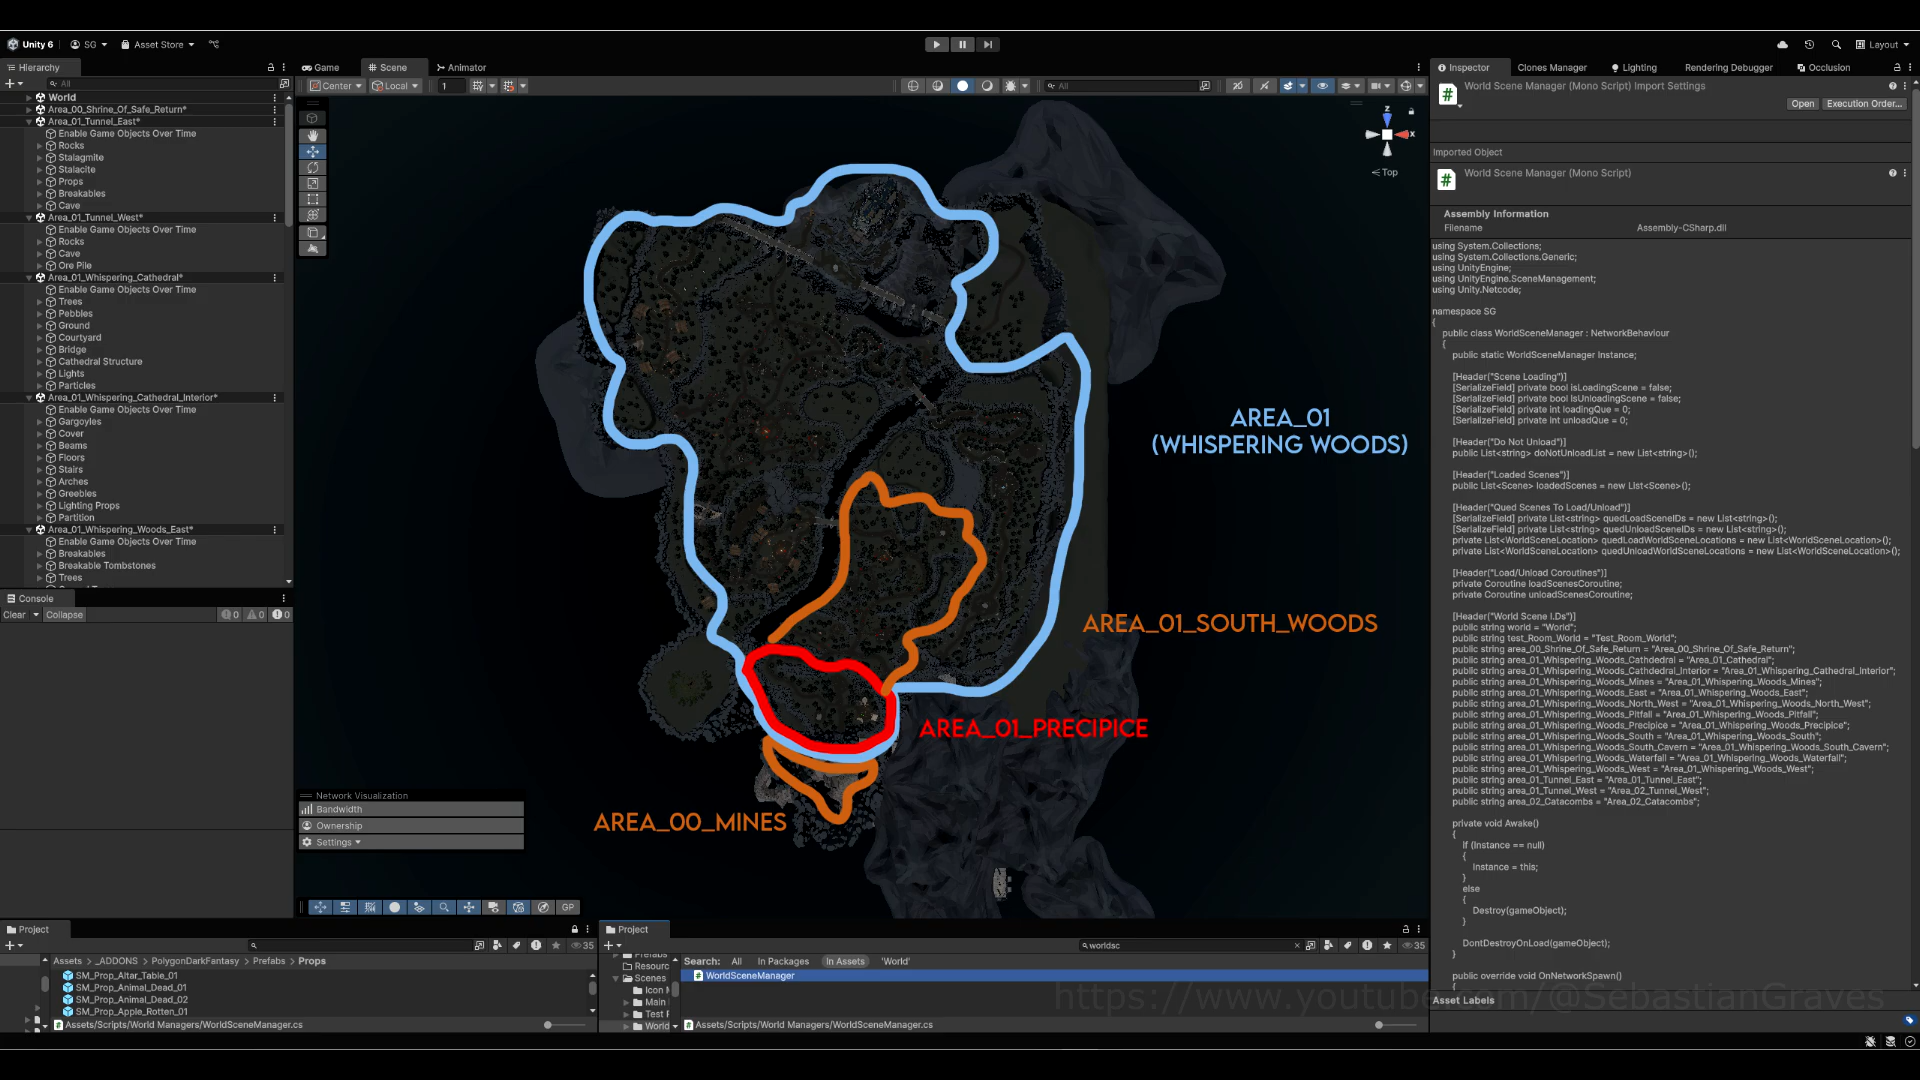 Unity 6
SG
Asset Store
Layout
Hierarchy
All
World
Area_00_Shrine_Of_Safe_Return*
Area_01_Tunnel_East*
Enable Game Objects Over Time
Rocks
Stalagmite
Stalacite
Props
Breakables
Cave
Area_01_Tunnel_West*
Enable Game Objects Over Time
Rocks
Cave
Ore Pile
Area_01_Whispering_Cathedral*
Enable Game Objects Over Time
Trees
Pebbles
Ground
Courtyard
Bridge
Cathedral Structure
Lights
Particles
Area_01_Whispering_Cathedral_Interior*
Enable Game Objects Over Time
Gargoyles
Cover
Beams
Floors
Stairs
Arches
Greebles
Lighting Props
Partition
Area_01_Whispering_Woods_East*
Enable Game Objects Over Time
Breakables
Breakable Tombstones
Trees
Console
Clear
Collapse
0
0
0
Game
Scene
Animator
Center
Local
1
All
2D
Z
X
Top
AREA_01
(WHISPERING WOODS)
AREA_01_SOUTH_WOODS
AREA_01_PRECIPICE
AREA_00_MINES
Network Visualization
Bandwidth
Ownership
Settings
GP
Project
35
Assets
_ADDONS
PolygonDarkFantasy
Prefabs
Props
SM_Prop_Altar_Table_01
SM_Prop_Animal_Dead_01
SM_Prop_Animal_Dead_02
SM_Prop_Apple_Rotten_01
Assets/Scripts/World Managers/WorldSceneManager.cs
Project
worldsc
35
Prefabs
Resourc
Scenes
Icon M
Main
Test F
World
Search:
All
In Packages
In Assets
'World'
WorldSceneManager
Assets/Scripts/World Managers/WorldSceneManager.cs
Inspector
Clones Manager
Lighting
Rendering Debugger
Occlusion
World Scene Manager (Mono Script) Import Settings
Open
Execution Order...
Imported Object
World Scene Manager (Mono Script)
Assembly Information
Filename
Assembly-CSharp.dll
using System.Collections;
using System.Collections.Generic;
using UnityEngine;
using UnityEngine.SceneManagement;
using Unity.Netcode;
namespace SG
{
public class WorldSceneManager : NetworkBehaviour
{
public static WorldSceneManager Instance;
[Header("Scene Loading")]
[SerializeField] private bool isLoadingScene = false;
[SerializeField] private bool isUnloadingScene = false;
[SerializeField] private int loadingQue = 0;
[SerializeField] private int unloadQue = 0;
[Header("Do Not Unload")]
public List<string> doNotUnloadList = new List<string>();
[Header("Loaded Scenes")]
public List<Scene> loadedScenes = new List<Scene>();
[Header("Qued Scenes To Load/Unload")]
[SerializeField] private List<string> quedLoadSceneIDs = new List<string>();
[SerializeField] private List<string> quedUnloadSceneIDs = new List<string>();
private List<WorldSceneLocation> quedLoadWorldSceneLocations = new List<WorldSceneLocation>();
private List<WorldSceneLocation> quedUnloadWorldSceneLocations = new List<WorldSceneLocation>();
[Header("Load/Unload Coroutines")]
private Coroutine loadScenesCoroutine;
private Coroutine unloadScenesCoroutine;
[Header("World Scene I.Ds")]
public string world = "World";
public string test_Room_World = "Test_Room_World";
public string area_00_Shrine_Of_Safe_Return = "Area_00_Shrine_Of_Safe_Return";
public string area_01_Whispering_Woods_Cathdedral = "Area_01_Cathedral";
public string area_01_Whispering_Woods_Cathdedral_Interior = "Area_01_Whispering_Cathedral_Interior";
public string area_01_Whispering_Woods_Mines = "Area_01_Whispering_Woods_Mines";
public string area_01_Whispering_Woods_East = "Area_01_Whispering_Woods_East";
public string area_01_Whispering_Woods_North_West = "Area_01_Whispering_Woods_North_West";
public string area_01_Whispering_Woods_Pitfall = "Area_01_Whispering_Woods_Pitfall";
public string area_01_Whispering_Woods_Precipice = "Area_01_Whispering_Woods_Precipice";
public string area_01_Whispering_Woods_South = "Area_01_Whispering_Woods_South";
public string area_01_Whispering_Woods_South_Cavern = "Area_01_Whispering_Woods_South_Cavern";
public string area_01_Whispering_Woods_Waterfall = "Area_01_Whispering_Woods_Waterfall";
public string area_01_Whispering_Woods_West = "Area_01_Whispering_Woods_West";
public string area_01_Tunnel_East = "Area_01_Tunnel_East";
public string area_01_Tunnel_West = "Area_02_Tunnel_West";
public string area_02_Catacombs = "Area_02_Catacombs";
private void Awake()
{
if (Instance == null)
{
Instance = this;
}
else
{
Destroy(gameObject);
}
DontDestroyOnLoad(gameObject);
}
public override void OnNetworkSpawn()
{
Asset Labels
https://www.youtube.com/@SebastianGraves